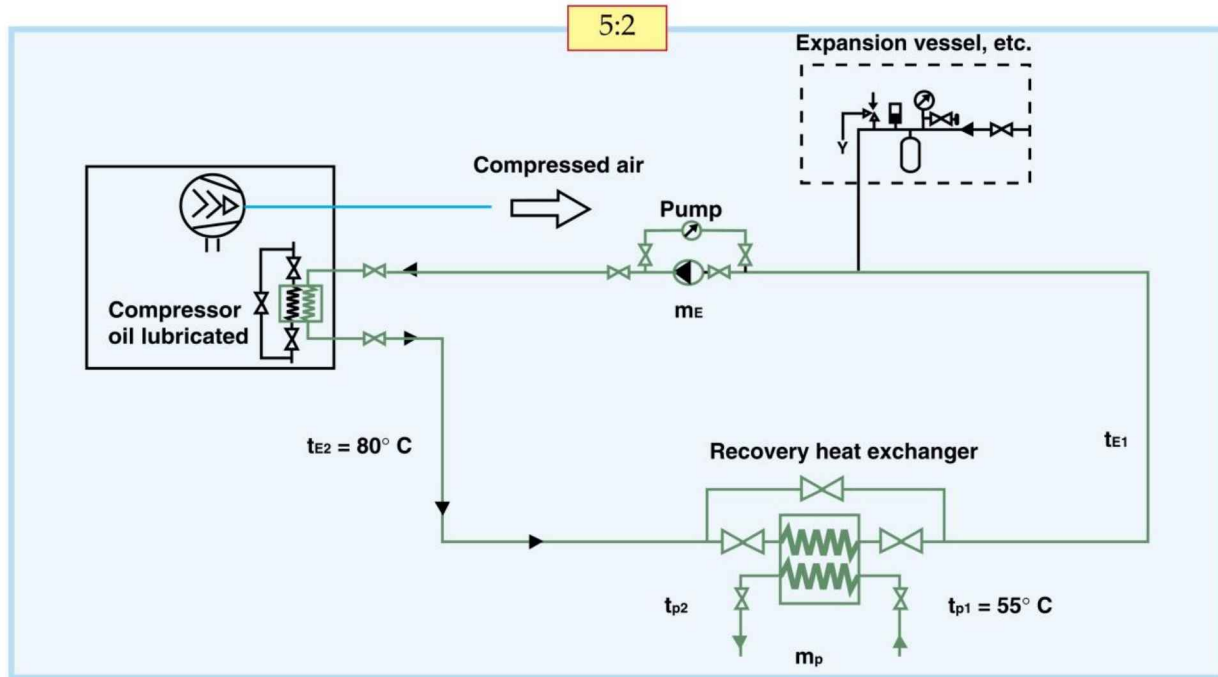 5:2
Expansion vessel, etc.
Y
Compressed air
Pump
mE
Compressor
oil lubricated
tE2 = 80° C
tE1
Recovery heat exchanger
tp2
tp1 = 55° C
mp